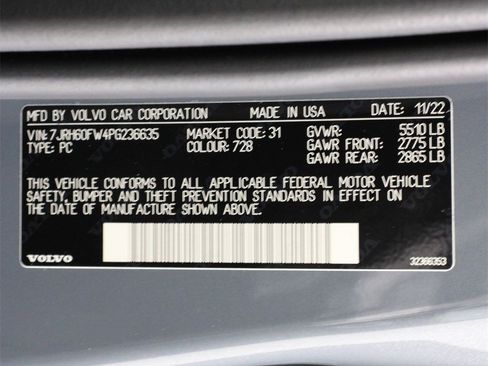 MFD BY VOLVO CAR CORPORATION MADE IN USA DATE: 11/22
VIN: 7JRH60FW4PG236635 MARKET CODE: 31 GVWR: 5510 LB
TYPE: PC COLOUR: 728 GAWR FRONT: 2775 LB
GAWR REAR: 2865 LB
THIS VEHICLE CONFORMS TO ALL APPLICABLE FEDERAL MOTOR VEHICLE
SAFETY, BUMPER AND THEFT PREVENTION STANDARDS IN EFFECT ON
THE DATE OF MANUFACTURE SHOWN ABOVE.
VOLVO 32366353